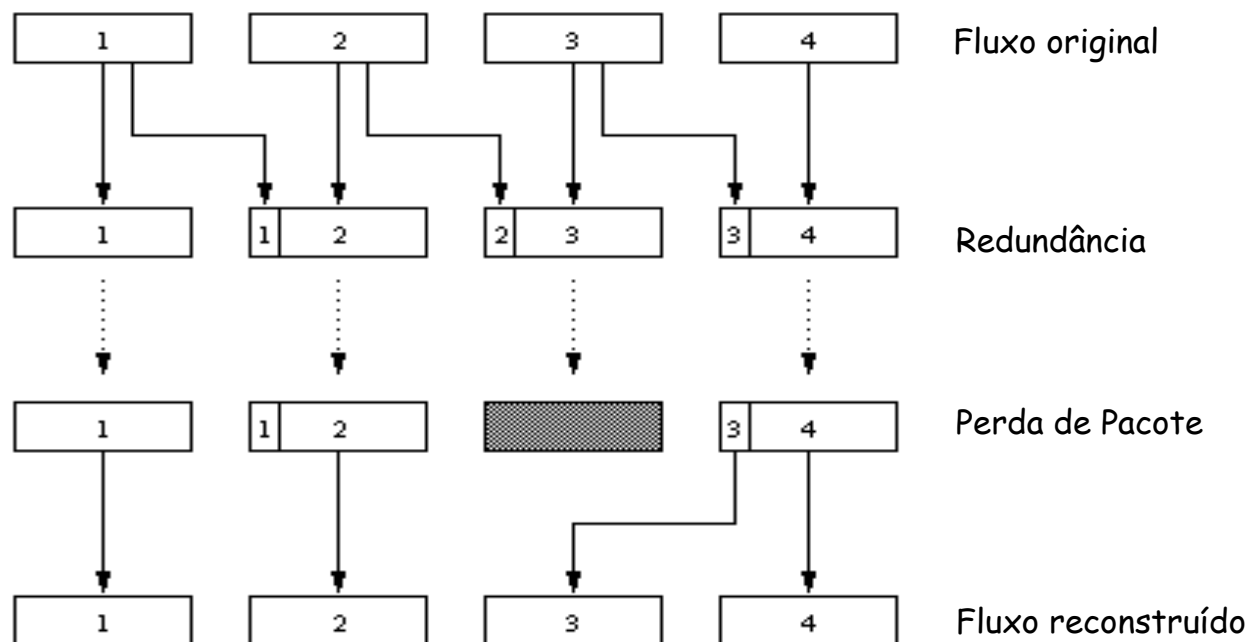 1 2 3 4 Fluxo original
1 1 2 2 3 3 4 Redundância
1 1 2 3 4 Perda de Pacote
1 2 3 4 Fluxo reconstruído